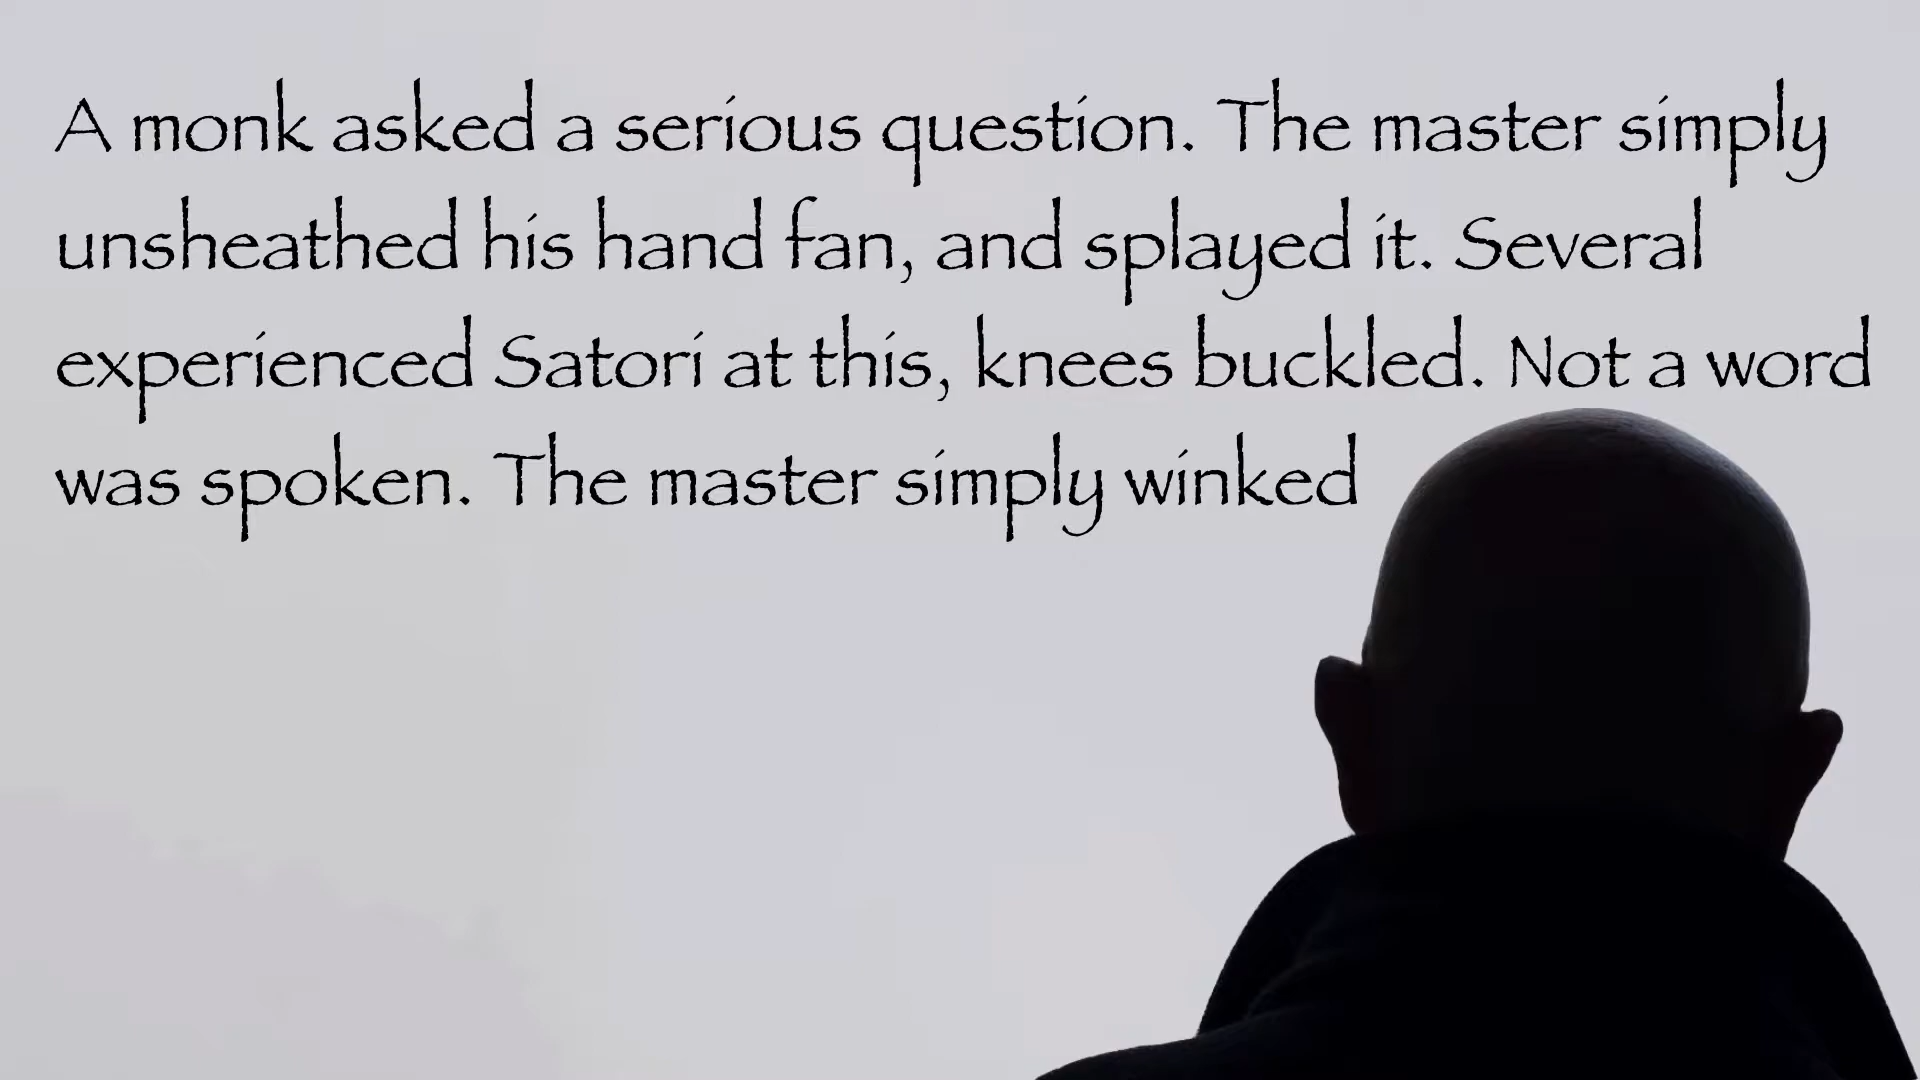 A monk asked a serious question. The master simply
unsheathed his hand fan, and splayed it. Several
experienced Satori at this, knees buckled. Not a word
was spoken. The master simply winked